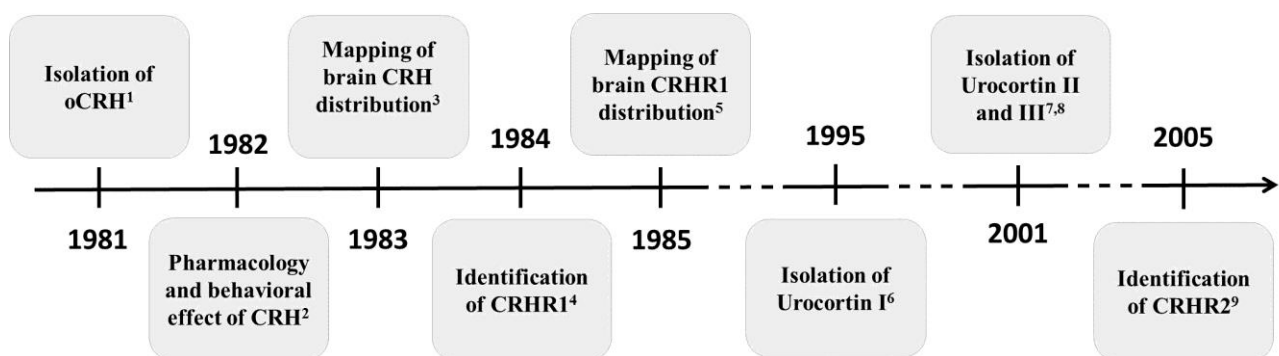 Isolation of
oCRH¹
1981
1982
Pharmacology
and behavioral
effect of CRH²
Mapping of
brain CRH
distribution³
1983
1984
Identification
of CRHR1⁴
Mapping of
brain CRHR1
distribution⁵
1985
1995
Isolation of
Urocortin I⁶
Isolation of
Urocortin II
and III⁷,⁸
2001
2005
Identification
of CRHR2⁹